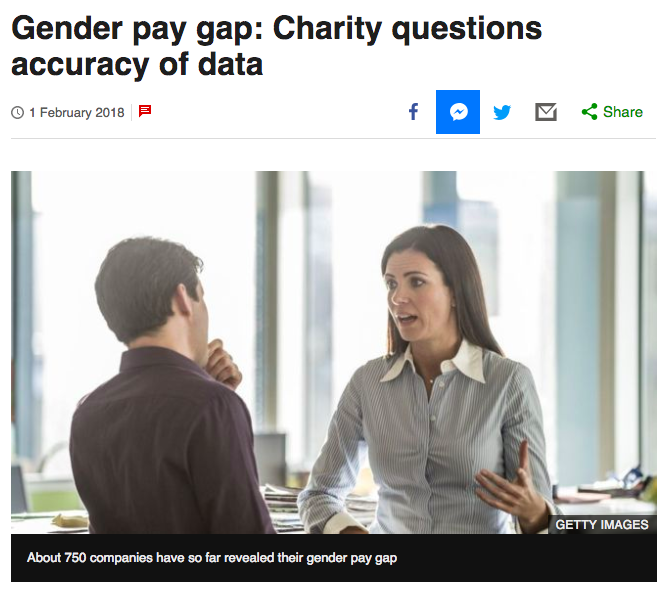 Gender pay gap: Charity questions
accuracy of data
1 February 2018
Share
GETTY IMAGES
About 750 companies have so far revealed their gender pay gap